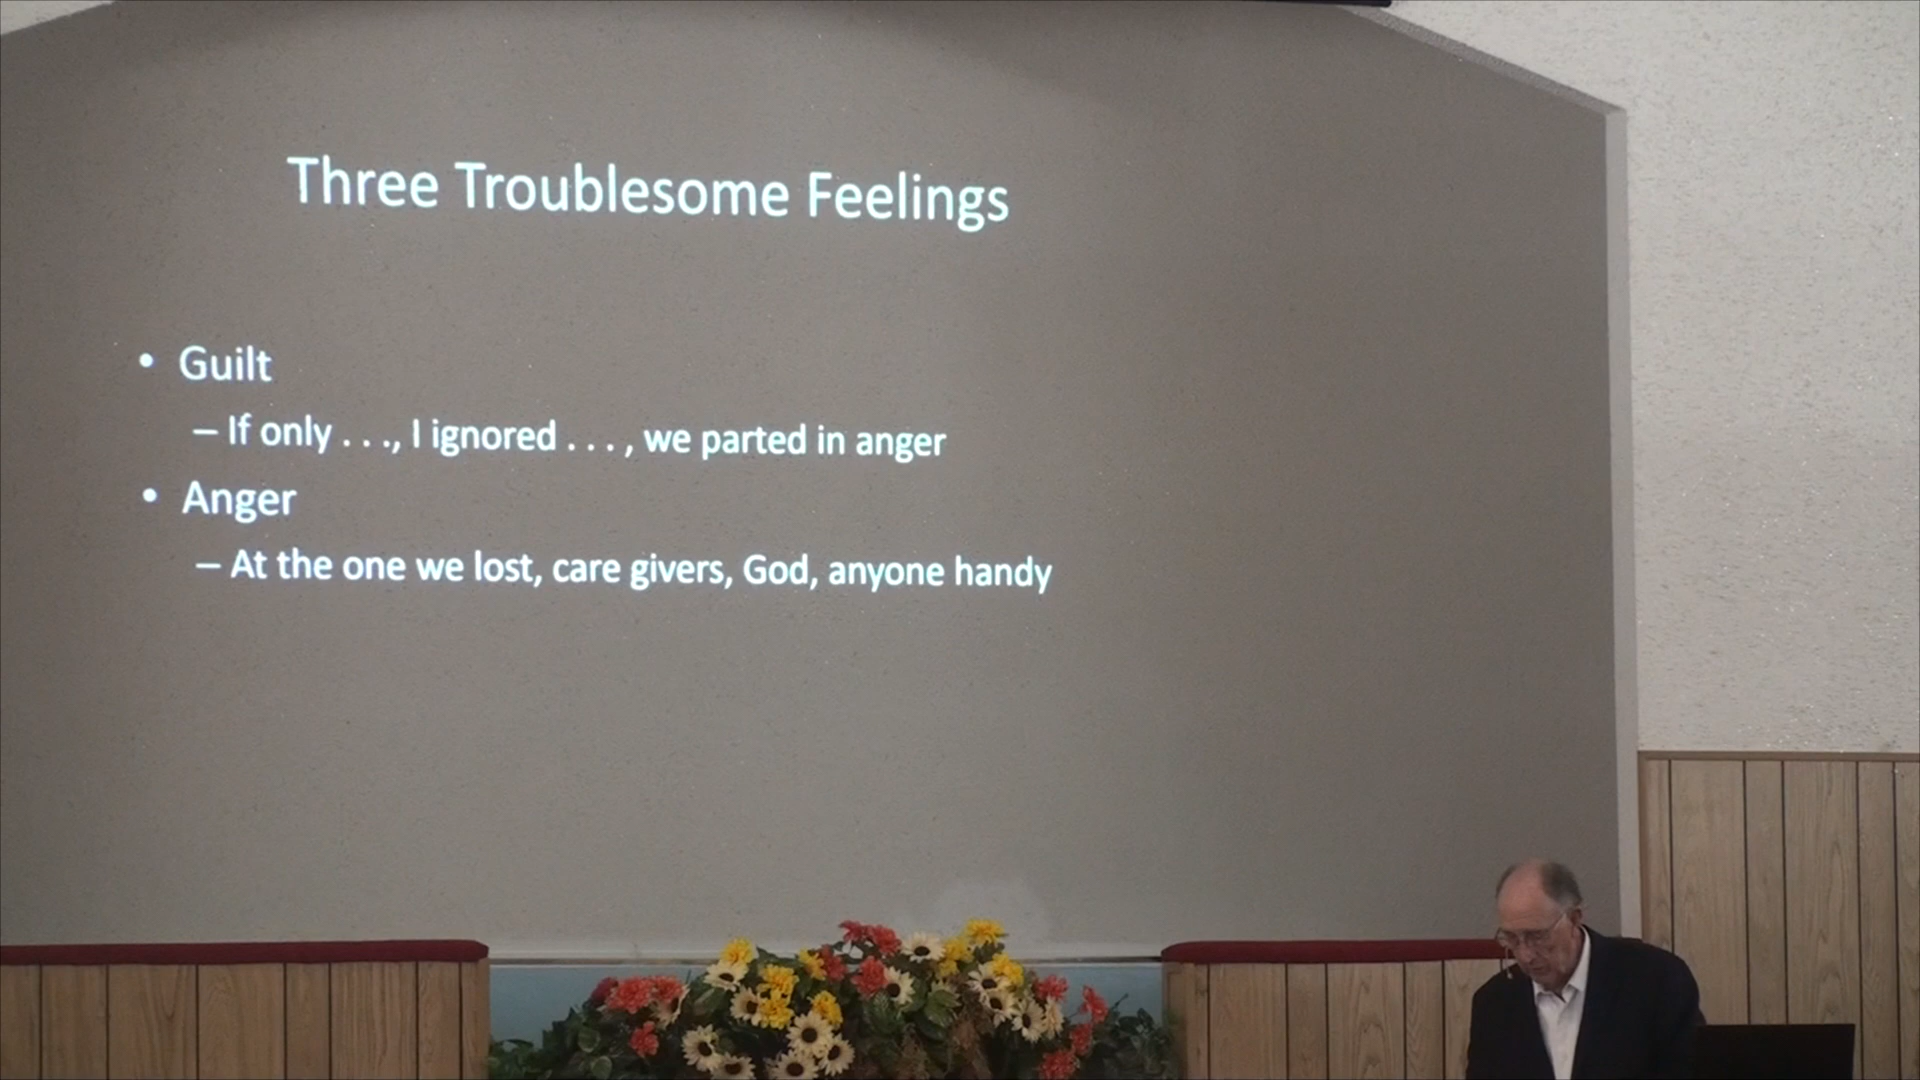 Three Troublesome Feelings
• Guilt
– If only . . ., I ignored . . . , we parted in anger
• Anger
– At the one we lost, care givers, God, anyone handy